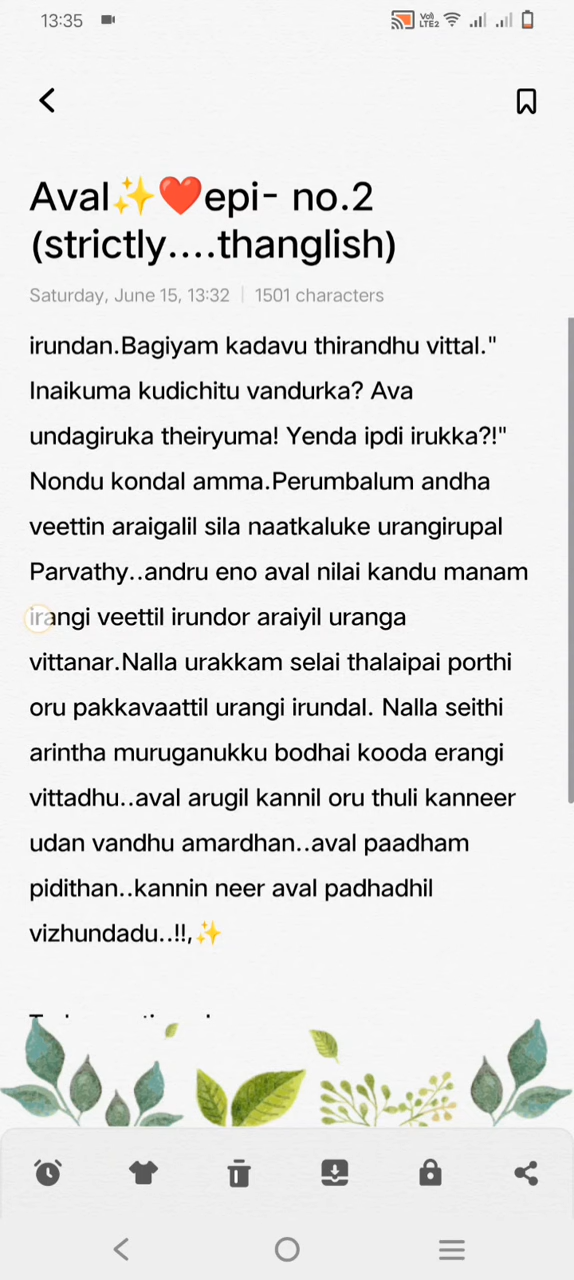 13:35
Vo)) LTE2
Aval✨❤️epi- no.2
(strictly....thanglish)
Saturday, June 15, 13:32 | 1501 characters
irundan.Bagiyam kadavu thirandhu vittal."
Inaikuma kudichitu vandurka? Ava
undagiruka theiryuma! Yenda ipdi irukka?!"
Nondu kondal amma.Perumbalum andha
veettin araigalil sila naatkaluke urangirupal
Parvathy..andru eno aval nilai kandu manam
irangi veettil irundor araiyil uranga
vittanar.Nalla urakkam selai thalaipai porthi
oru pakkavaattil urangi irundal. Nalla seithi
arintha muruganukku bodhai kooda erangi
vittadhu..aval arugil kannil oru thuli kanneer
udan vandhu amardhan..aval paadham
pidithan..kannin neer aval padhadhil
vizhundadu..!!,✨